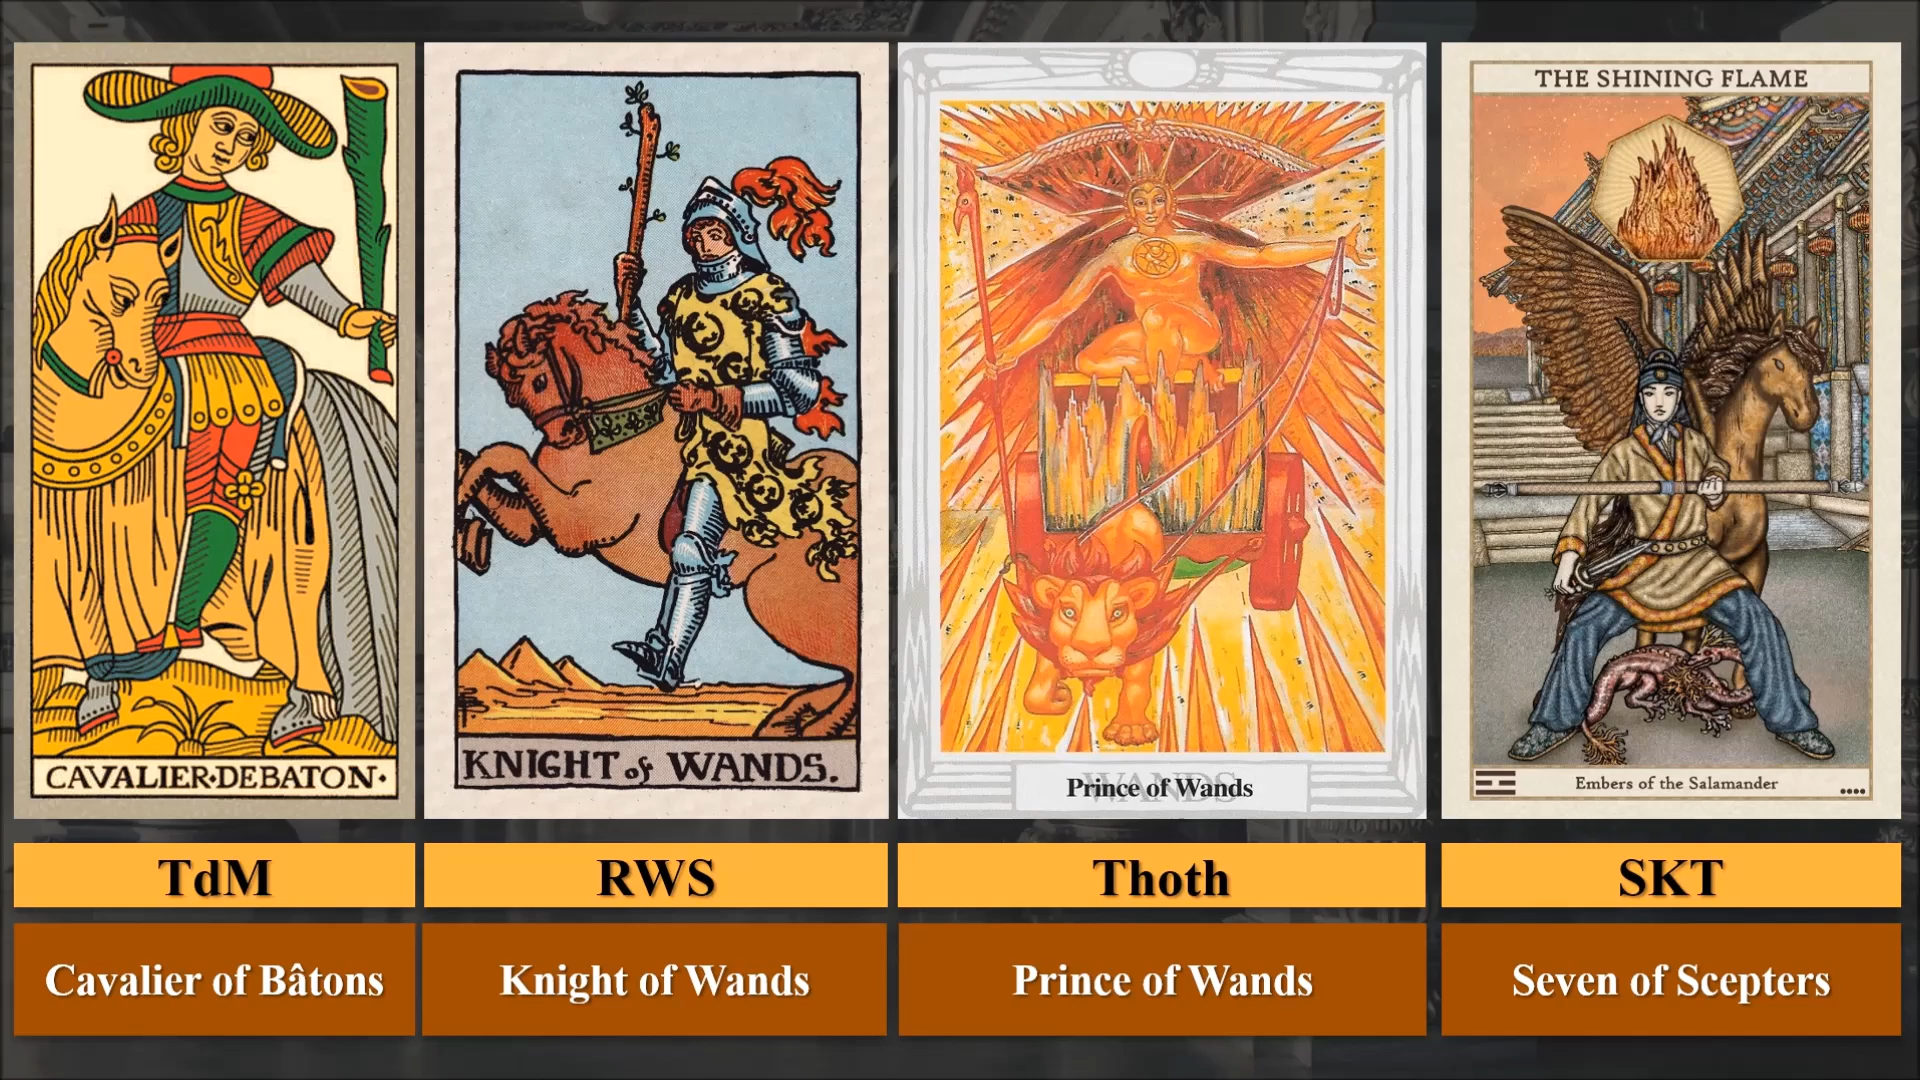 CAVALIER·DEBATON·
KNIGHT of WANDS.
WANDS
Prince of Wands
THE SHINING FLAME
Embers of the Salamander
TdM
RWS
Thoth
SKT
Cavalier of Bâtons
Knight of Wands
Prince of Wands
Seven of Scepters